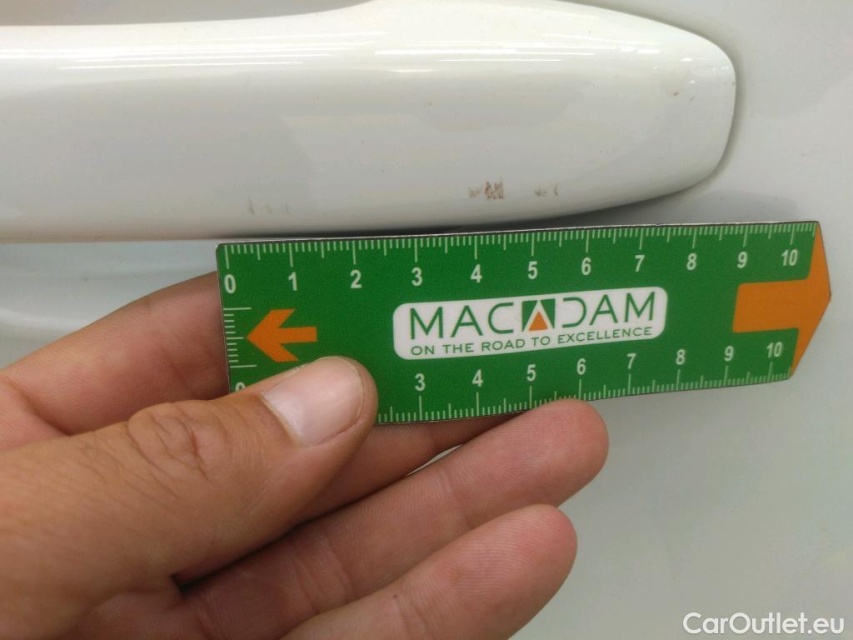 0 1 2 3 4 5 6 7 8 9 10
MACADAM
ON THE ROAD TO EXCELLENCE
3 4 5 6 7 8 9 10
CarOutlet.eu